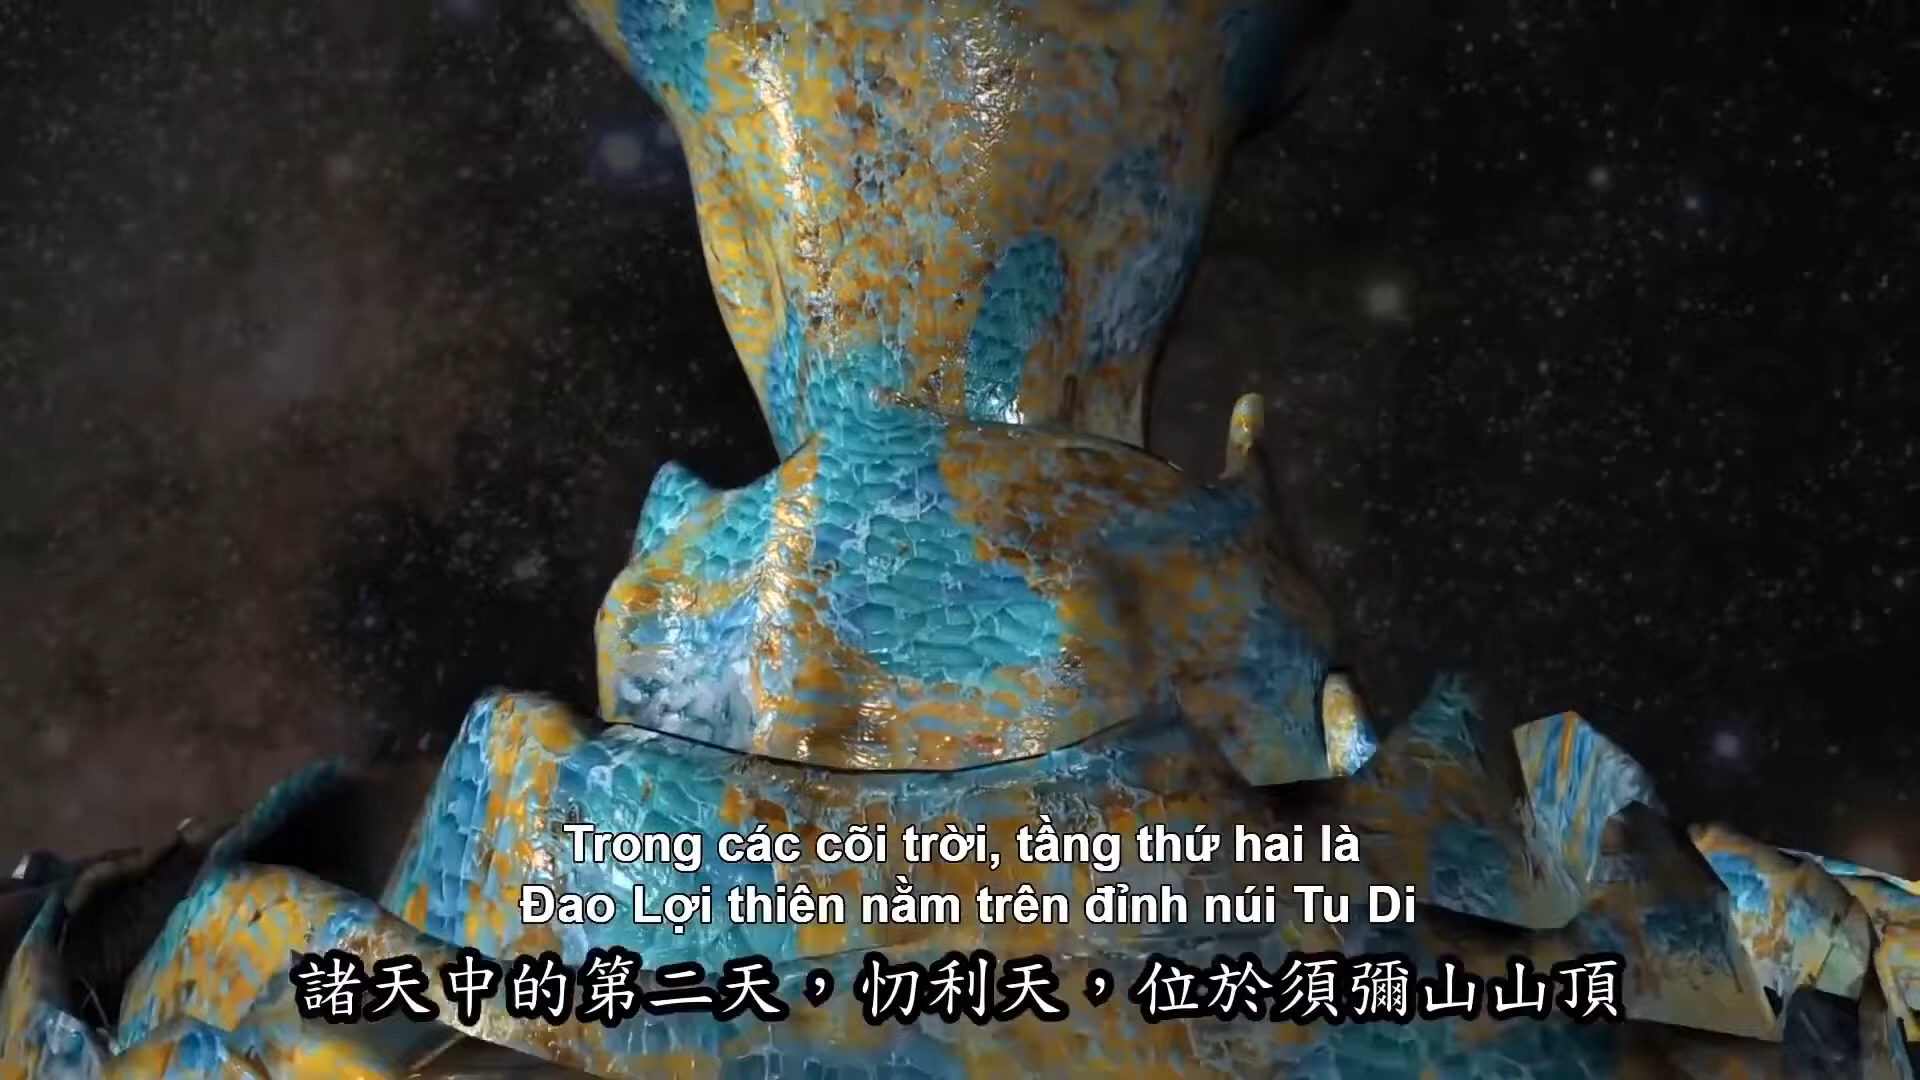 Trong các cõi trời, tầng thứ hai là
Đao Lợi thiên nằm trên đỉnh núi Tu Di
諸天中的第二天，忉利天，位於須彌山山頂